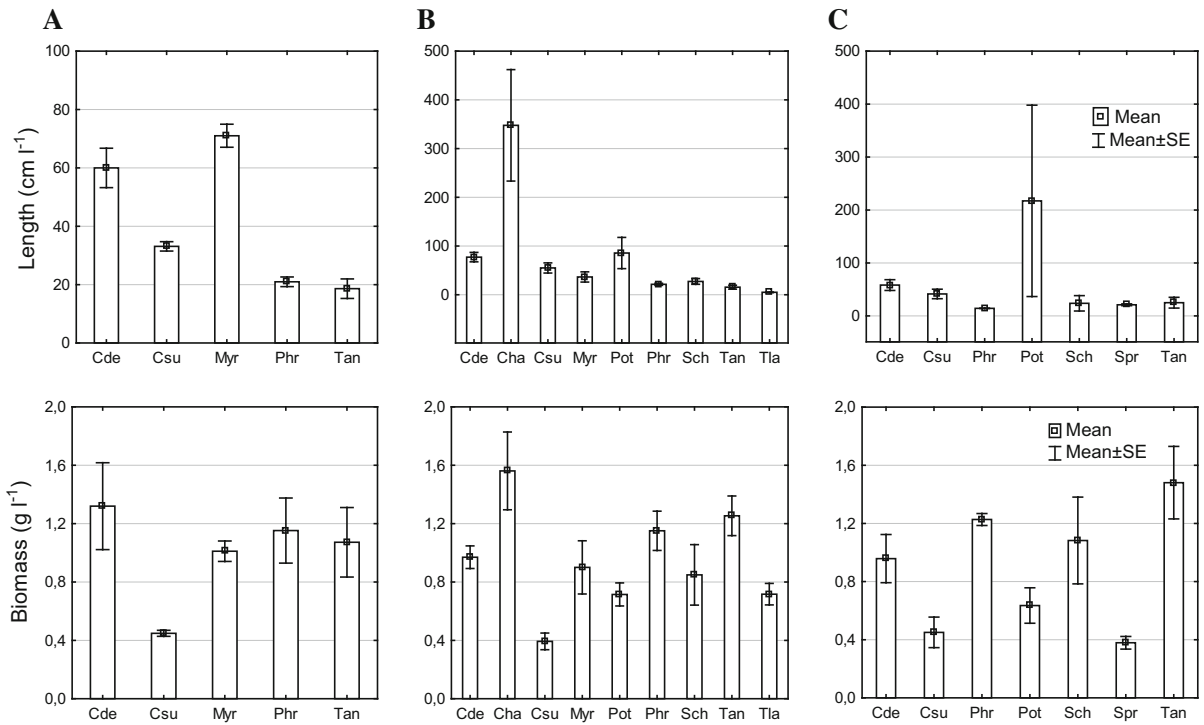 A
B
C
Length (cm l⁻¹)
100
80
60
40
20
0
Cde Csu Myr Phr Tan
500
400
300
200
100
0
Cde Cha Csu Myr Pot Phr Sch Tan Tla
500
400
300
200
100
50
0
Mean
Mean±SE
Cde Csu Phr Pot Sch Spr Tan
Biomass (g l⁻¹)
2,0
1,6
1,2
0,8
0,4
0,0
Cde Csu Myr Phr Tan
2,0
1,6
1,2
0,8
0,4
0,0
Cde Cha Csu Myr Pot Phr Sch Tan Tla
2,0
1,6
1,2
0,8
0,4
0,0
Mean
Mean±SE
Cde Csu Phr Pot Sch Spr Tan